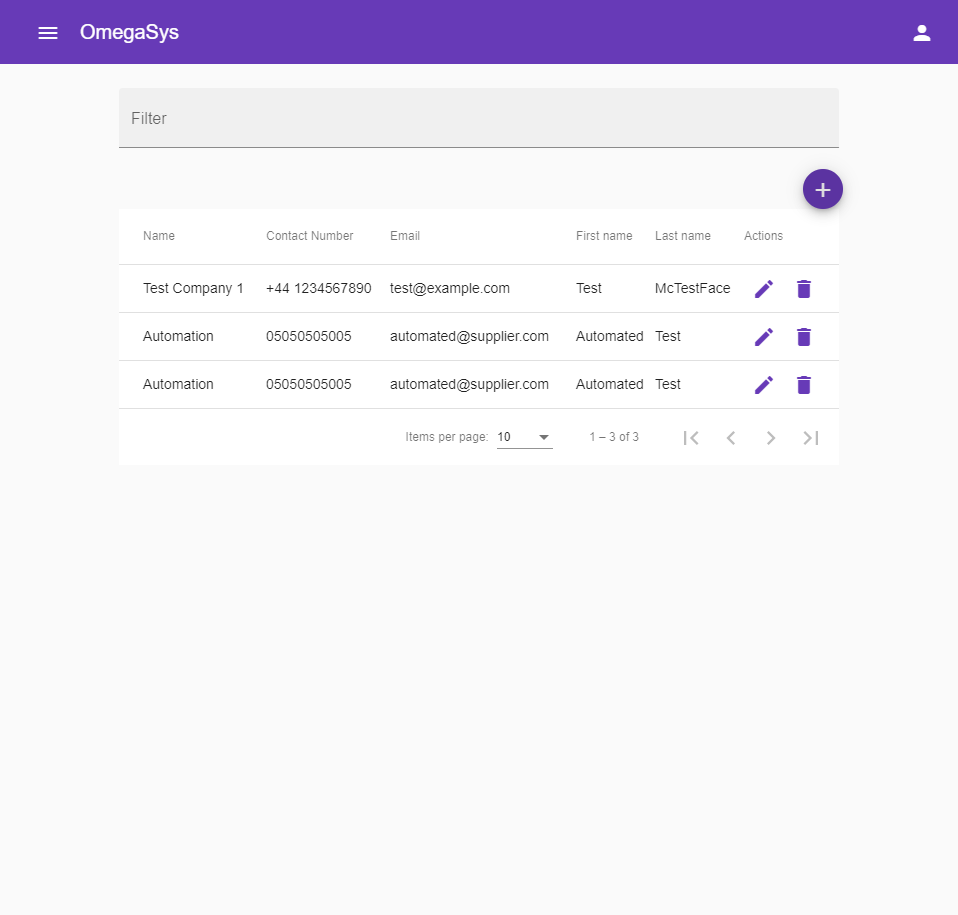 OmegaSys
Filter
Name Contact Number Email First name Last name Actions
Test Company 1 +44 1234567890 test@example.com Test McTestFace
Automation 05050505005 automated@supplier.com Automated Test
Automation 05050505005 automated@supplier.com Automated Test
Items per page: 10 1 – 3 of 3